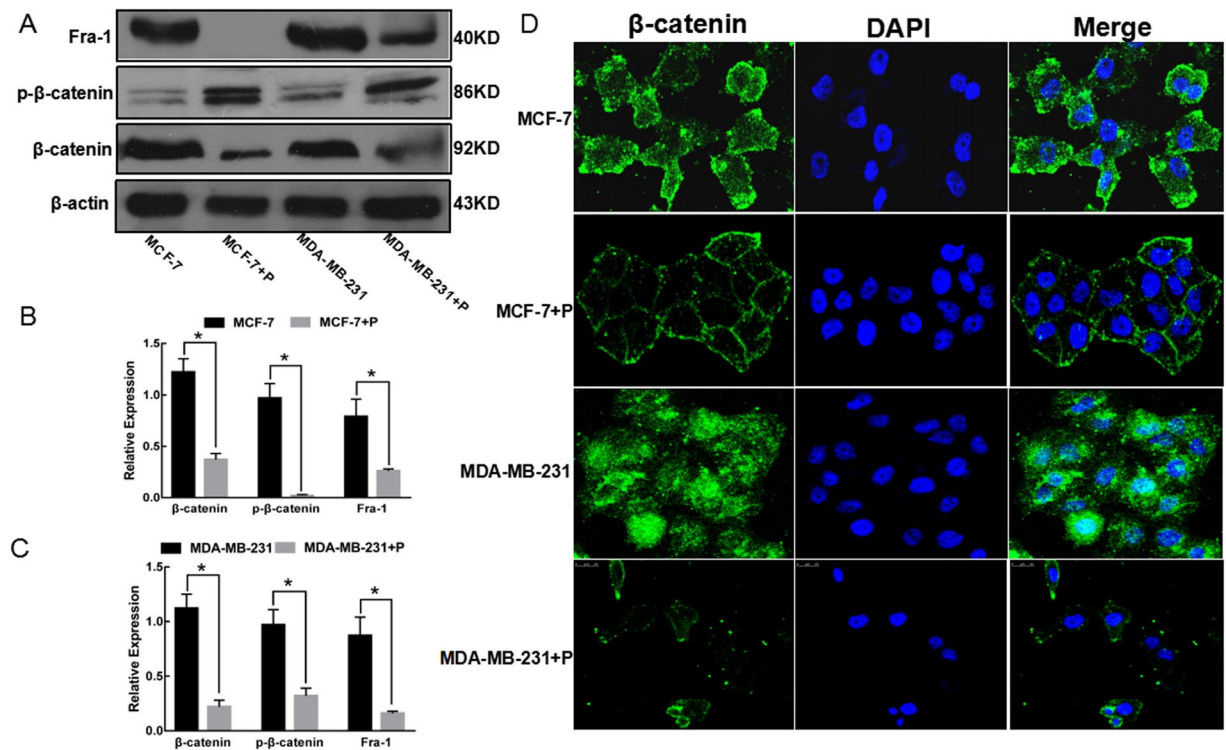 A
Fra-1
40KD
p-β-catenin
86KD
β-catenin
92KD
β-actin
43KD
MCF-7
MCF-7+P
MDA-MB-231
MDA-MB-231+P
B
MCF-7
MCF-7+P
Relative Expression
1.5
1.0
0.5
0.0
*
*
*
β-catenin
p-β-catenin
Fra-1
C
MDA-MB-231
MDA-MB-231+P
Relative Expression
1.5
1.0
0.5
0.0
*
*
*
β-catenin
p-β-catenin
Fra-1
D
β-catenin
DAPI
Merge
MCF-7
MCF-7+P
MDA-MB-231
MDA-MB-231+P